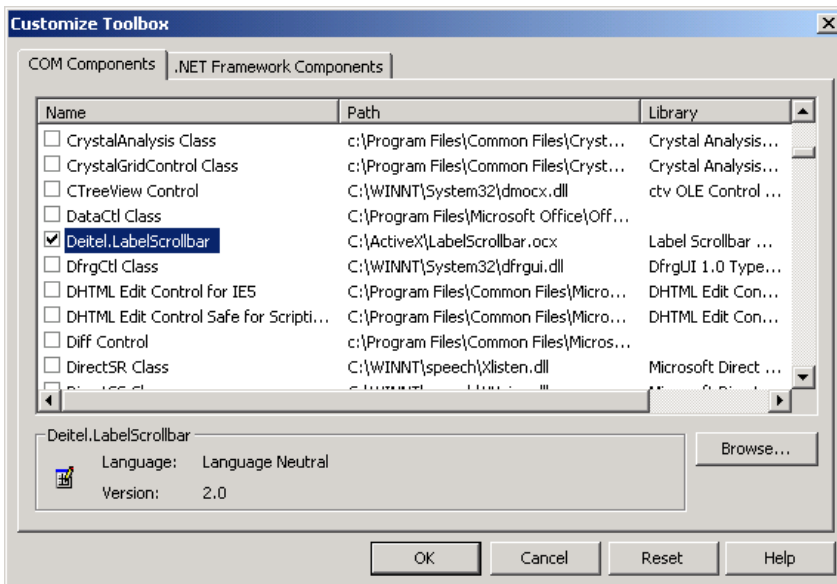 Customize Toolbox
COM Components .NET Framework Components
Name Path Library
CrystalAnalysis Class c:\Program Files\Common Files\Cryst... Crystal Analysis...
CrystalGridControl Class c:\Program Files\Common Files\Cryst... Crystal Analysis...
CTreeView Control C:\WINNT\System32\dmocx.dll ctv OLE Control ...
DataCtl Class C:\Program Files\Microsoft Office\Off...
Deitel.LabelScrollbar C:\ActiveX\LabelScrollbar.ocx Label Scrollbar ...
DfrgCtl Class C:\WINNT\System32\dfrgui.dll DfrgUI 1.0 Type...
DHTML Edit Control for IE5 C:\Program Files\Common Files\Micro... DHTML Edit Con...
DHTML Edit Control Safe for Scripti... C:\Program Files\Common Files\Micro... DHTML Edit Con...
Diff Control c:\Program Files\Common Files\Micros...
DirectSR Class C:\WINNT\speech\Xlisten.dll Microsoft Direct ...
Deitel.LabelScrollbar
Browse...
Language: Language Neutral
Version: 2.0
OK Cancel Reset Help